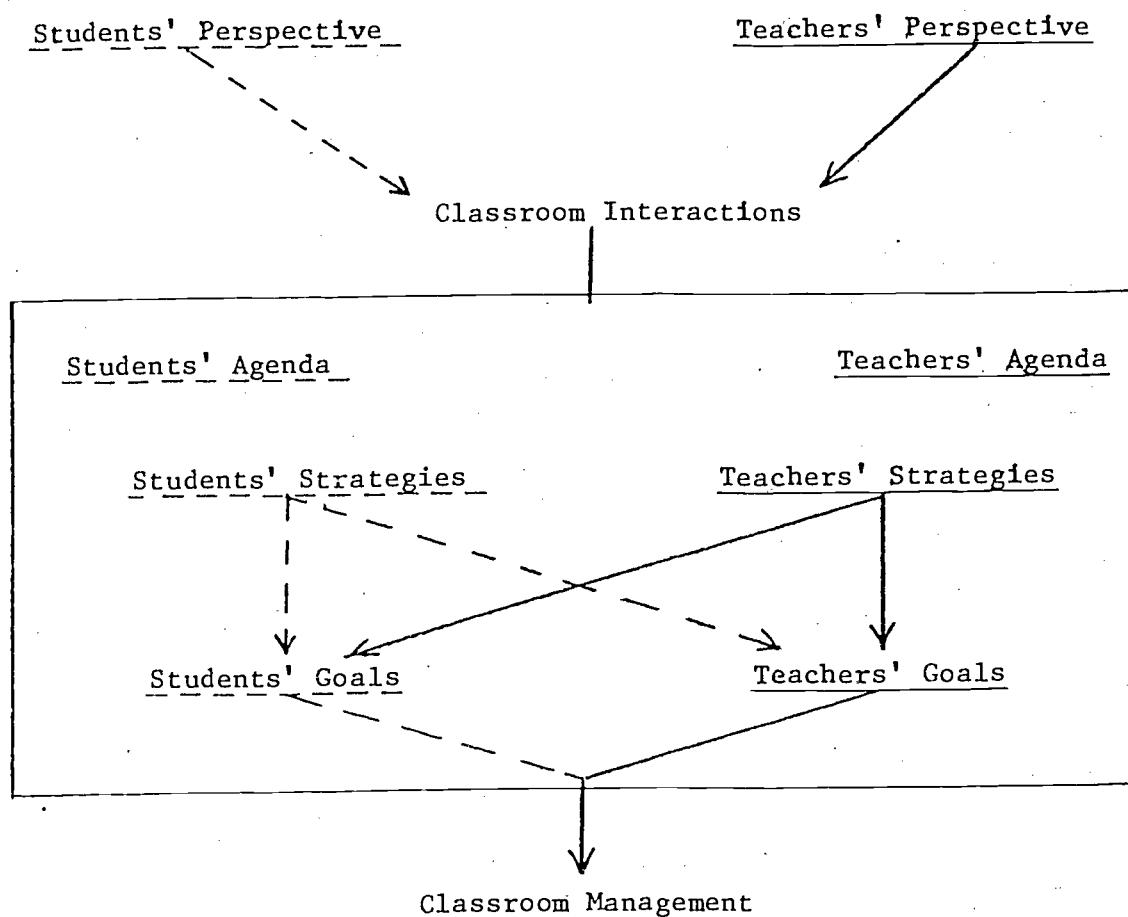 Students' Perspective
Teachers' Perspective
Classroom Interactions
Students' Agenda
Teachers' Agenda
Students' Strategies
Teachers' Strategies
Students' Goals
Teachers' Goals
Classroom Management